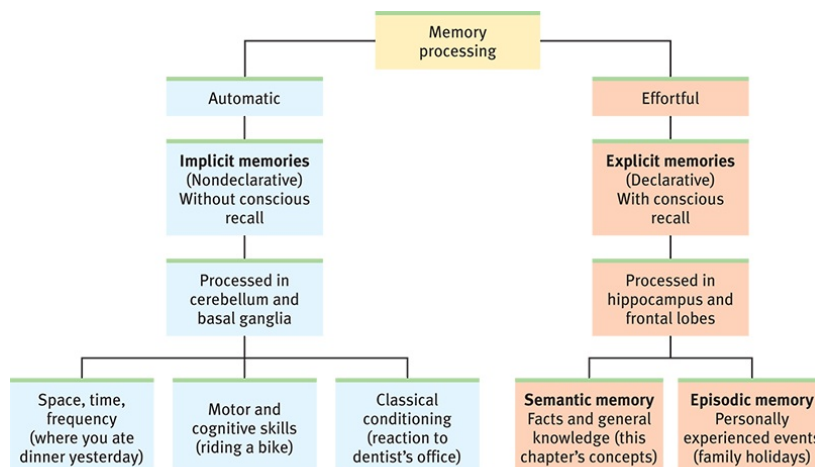 Memory
processing
Automatic
Effortful
Implicit memories
(Nondeclarative)
Without conscious
recall
Explicit memories
(Declarative)
With conscious
recall
Processed in
cerebellum and
basal ganglia
Processed in
hippocampus and
frontal lobes
Space, time,
frequency
(where you ate
dinner yesterday)
Motor and
cognitive skills
(riding a bike)
Classical
conditioning
(reaction to
dentist’s office)
Semantic memory
Facts and general
knowledge (this
chapter’s concepts)
Episodic memory
Personally
experienced events
(family holidays)